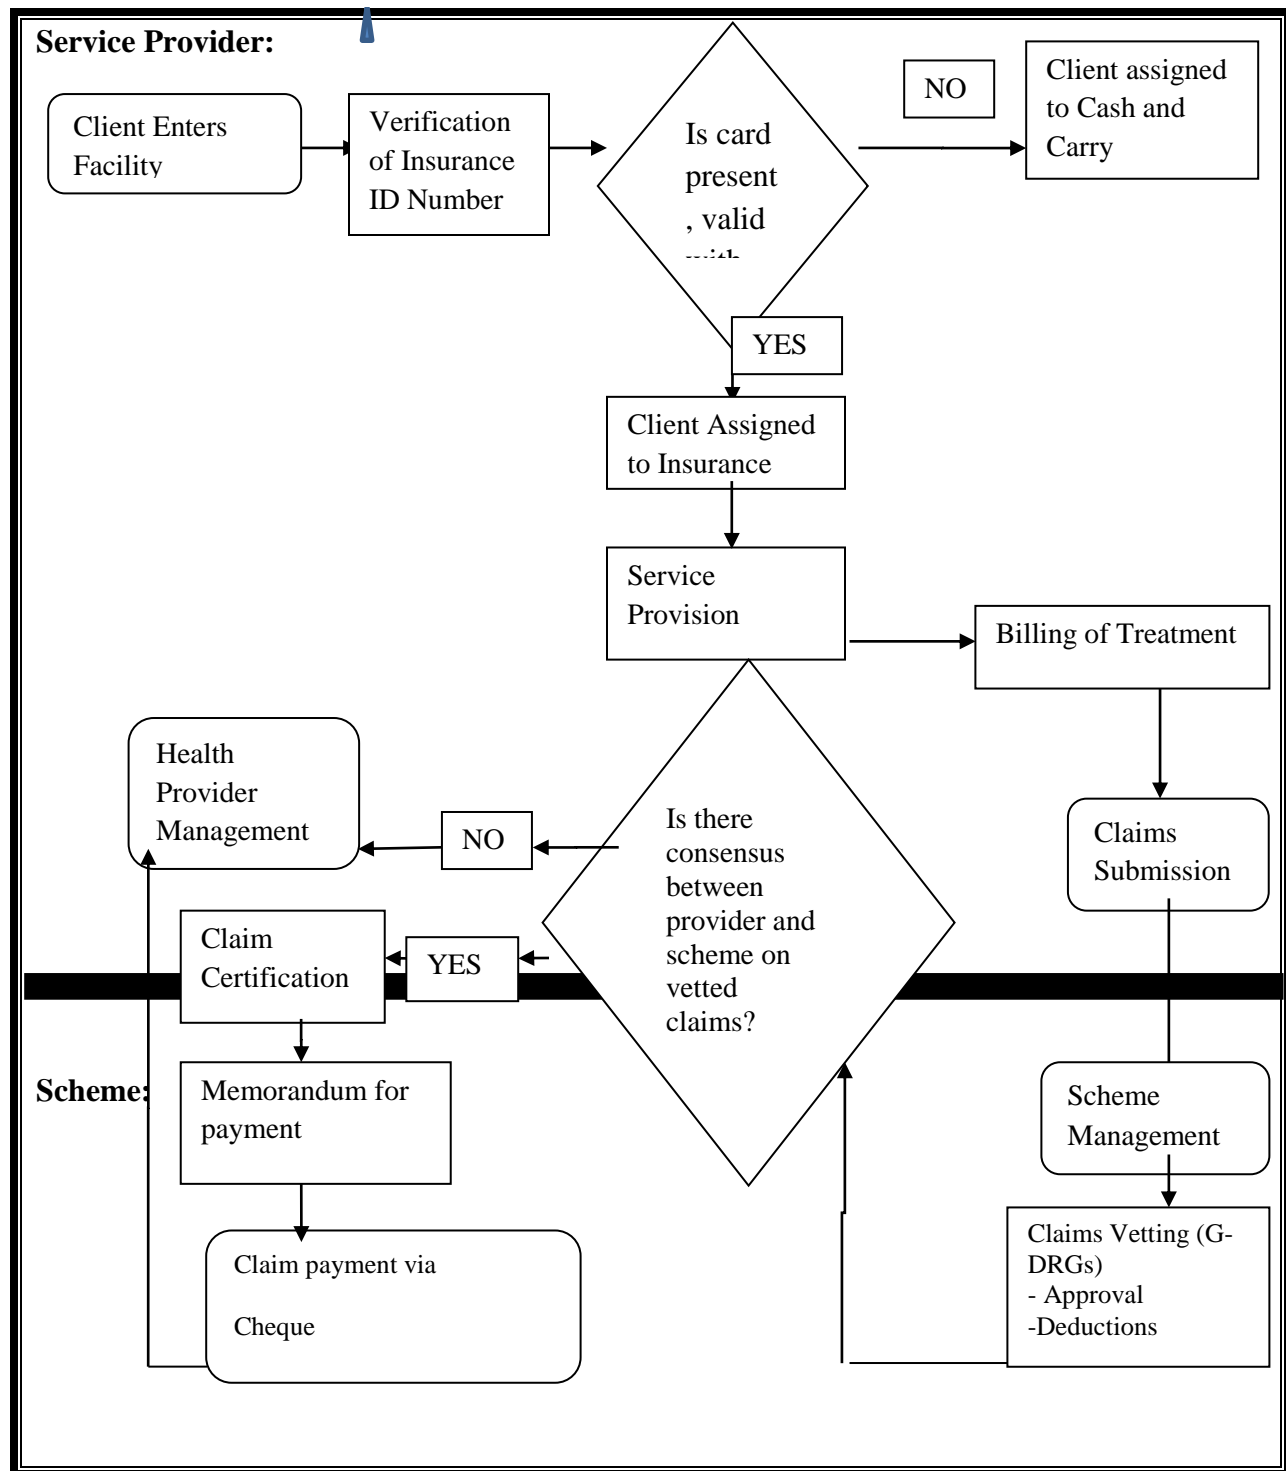 Service Provider:
Client Enters
Facility
Verification
of Insurance
ID Number
Is card
present
, valid
NO
Client assigned
to Cash and
Carry
YES
Client Assigned
to Insurance
Service
Provision
Billing of Treatment
Health
Provider
Management
NO
Is there
consensus
between
provider and
scheme on
vetted
claims?
Claims
Submission
Claim
Certification
YES
Scheme:
Memorandum for
payment
Scheme
Management
Claim payment via
Cheque
Claims Vetting (G-
DRGs)
- Approval
-Deductions